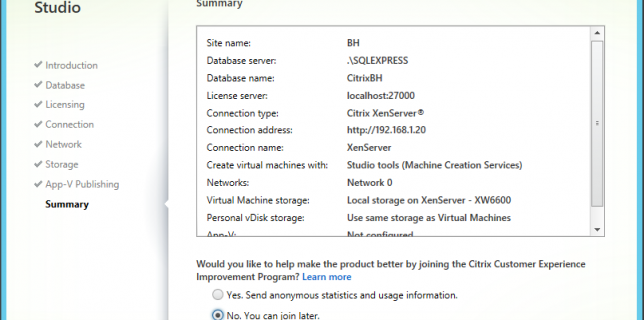 Studio
Summary
Introduction
Database
Licensing
Connection
Network
Storage
App-V Publishing
Summary
Site name: BH
Database server: .\SQLEXPRESS
Database name: CitrixBH
License server: localhost:27000
Connection type: Citrix XenServer®
Connection address: http://192.168.1.20
Connection name: XenServer
Create virtual machines with: Studio tools (Machine Creation Services)
Networks: Network 0
Virtual Machine storage: Local storage on XenServer - XW6600
Personal vDisk storage: Use same storage as Virtual Machines
App-V: Not configured
Would you like to help make the product better by joining the Citrix Customer Experience
Improvement Program? Learn more
Yes. Send anonymous statistics and usage information.
No. You can join later.